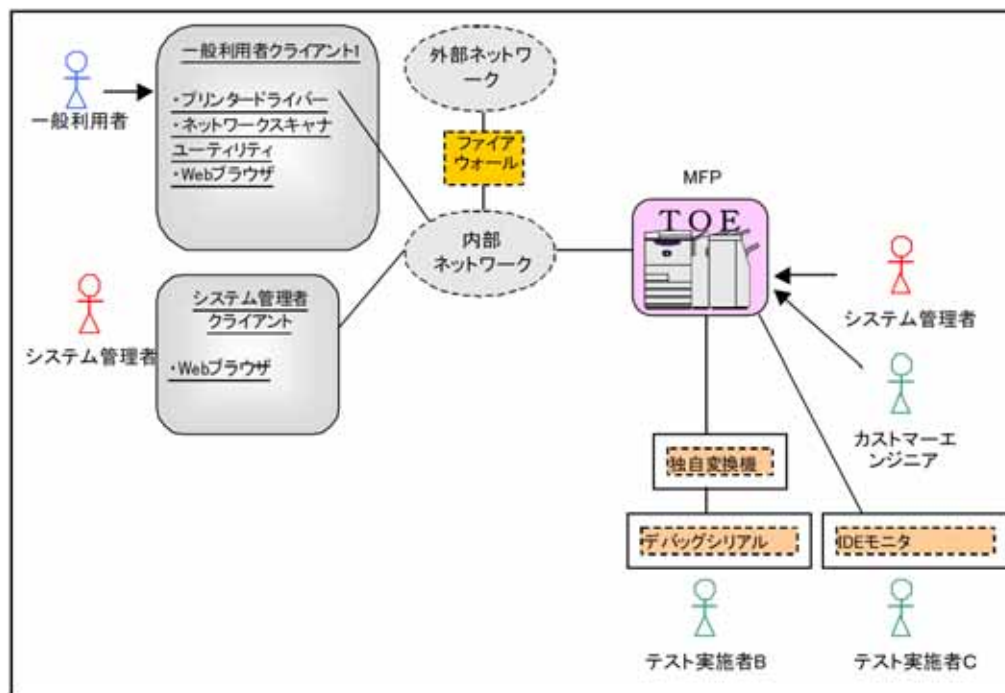 一般利用者クライアント1
・プリンタードライバー
・ネットワークスキャナ
ユーティリティ
・Webブラウザ
一般利用者
外部ネットワ
ーク
ファイア
ウォール
内部
ネットワーク
MFP
TOE
システム管理者
クライアント
・Webブラウザ
システム管理者
システム管理者
カストマーエ
ンジニア
独自変換機
デバッグシリアル
IDEモニタ
テスト実施者B
テスト実施者C